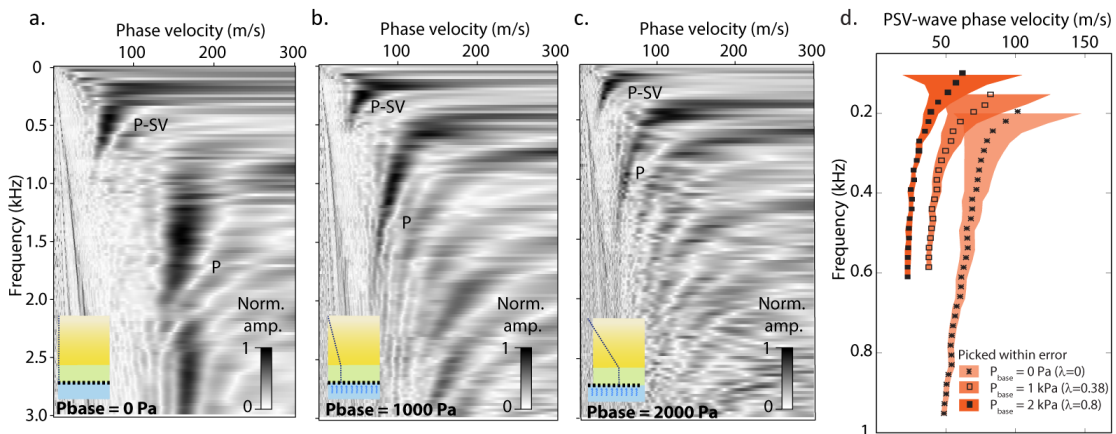 a.
Phase velocity (m/s)
100 200 300
0
0.5
1.0
1.5
2.0
2.5
3.0
Frequency (kHz)
P-SV
P
Norm.
amp.
1
0
Pbase = 0 Pa
b.
Phase velocity (m/s)
100 200 300
P-SV
P
Norm.
amp.
1
0
Pbase = 1000 Pa
c.
Phase velocity (m/s)
100 200 300
P-SV
P
Norm.
amp.
1
0
Pbase = 2000 Pa
d.
PSV-wave phase velocity (m/s)
50 100 150
0.2
0.4
0.6
0.8
1
Frequency (kHz)
Picked within error
Pbase = 0 Pa (λ=0)
Pbase = 1 kPa (λ=0.38)
Pbase = 2 kPa (λ=0.8)